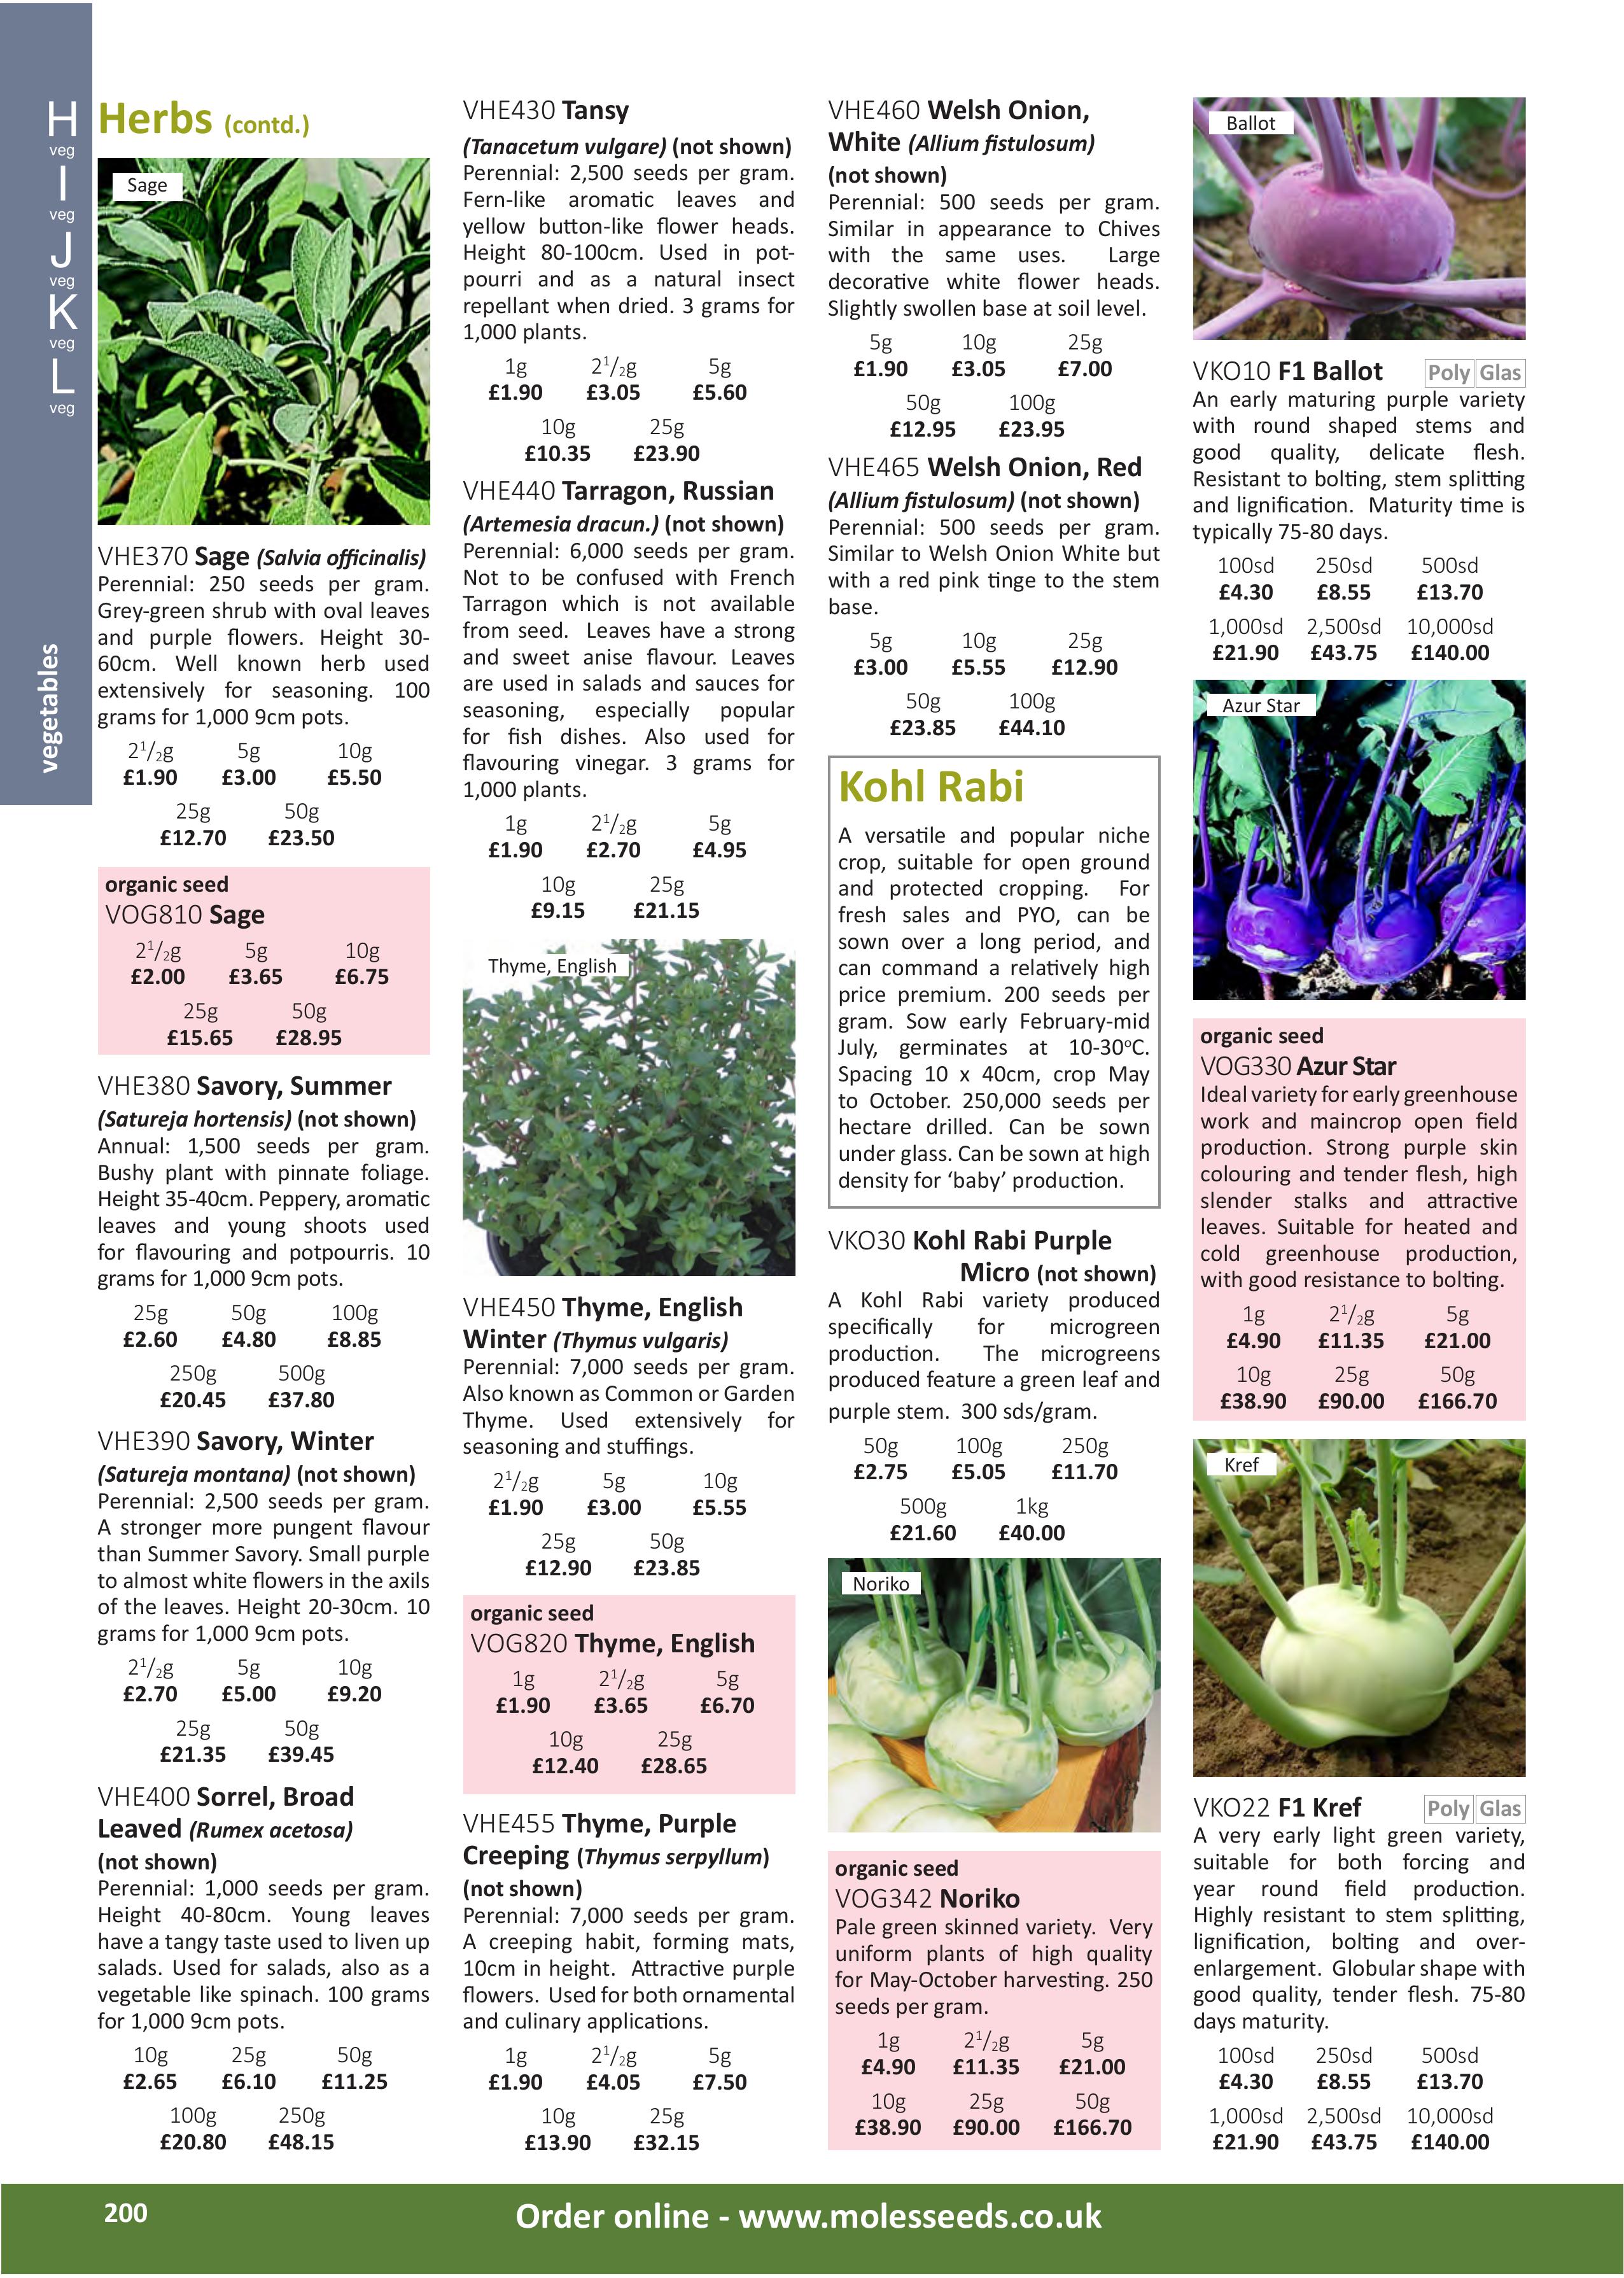 H
veg
I
veg
J
veg
K
veg
L
veg
vegetables
Herbs (contd.)
Sage
VHE370 Sage (Salvia officinalis)
Perennial: 250 seeds per gram.
Grey-green shrub with oval leaves
and purple flowers. Height 30-
60cm. Well known herb used
extensively for seasoning. 100
grams for 1,000 9cm pots.
2 1/2g 5g 10g
£1.90 £3.00 £5.50
25g 50g
£12.70 £23.50
organic seed
VOG810 Sage
2 1/2g 5g 10g
£2.00 £3.65 £6.75
25g 50g
£15.65 £28.95
VHE380 Savory, Summer
(Satureja hortensis) (not shown)
Annual: 1,500 seeds per gram.
Bushy plant with pinnate foliage.
Height 35-40cm. Peppery, aromatic
leaves and young shoots used
for flavouring and potpourris. 10
grams for 1,000 9cm pots.
25g 50g 100g
£2.60 £4.80 £8.85
250g 500g
£20.45 £37.80
VHE390 Savory, Winter
(Satureja montana) (not shown)
Perennial: 2,500 seeds per gram.
A stronger more pungent flavour
than Summer Savory. Small purple
to almost white flowers in the axils
of the leaves. Height 20-30cm. 10
grams for 1,000 9cm pots.
2 1/2g 5g 10g
£2.70 £5.00 £9.20
25g 50g
£21.35 £39.45
VHE400 Sorrel, Broad
Leaved (Rumex acetosa)
(not shown)
Perennial: 1,000 seeds per gram.
Height 40-80cm. Young leaves
have a tangy taste used to liven up
salads. Used for salads, also as a
vegetable like spinach. 100 grams
for 1,000 9cm pots.
10g 25g 50g
£2.65 £6.10 £11.25
100g 250g
£20.80 £48.15
VHE430 Tansy
(Tanacetum vulgare) (not shown)
Perennial: 2,500 seeds per gram.
Fern-like aromatic leaves and
yellow button-like flower heads.
Height 80-100cm. Used in pot-
pourri and as a natural insect
repellant when dried. 3 grams for
1,000 plants.
1g 2 1/2g 5g
£1.90 £3.05 £5.60
10g 25g
£10.35 £23.90
VHE440 Tarragon, Russian
(Artemesia dracun.) (not shown)
Perennial: 6,000 seeds per gram.
Not to be confused with French
Tarragon which is not available
from seed. Leaves have a strong
and sweet anise flavour. Leaves
are used in salads and sauces for
seasoning, especially popular
for fish dishes. Also used for
flavouring vinegar. 3 grams for
1,000 plants.
1g 2 1/2g 5g
£1.90 £2.70 £4.95
10g 25g
£9.15 £21.15
Thyme, English
VHE450 Thyme, English
Winter (Thymus vulgaris)
Perennial: 7,000 seeds per gram.
Also known as Common or Garden
Thyme. Used extensively for
seasoning and stuffings.
2 1/2g 5g 10g
£1.90 £3.00 £5.55
25g 50g
£12.90 £23.85
organic seed
VOG820 Thyme, English
1g 2 1/2g 5g
£1.90 £3.65 £6.70
10g 25g
£12.40 £28.65
VHE455 Thyme, Purple
Creeping (Thymus serpyllum)
(not shown)
Perennial: 7,000 seeds per gram.
A creeping habit, forming mats,
10cm in height. Attractive purple
flowers. Used for both ornamental
and culinary applications.
1g 2 1/2g 5g
£1.90 £4.05 £7.50
10g 25g
£13.90 £32.15
VHE460 Welsh Onion,
White (Allium fistulosum)
(not shown)
Perennial: 500 seeds per gram.
Similar in appearance to Chives
with the same uses. Large
decorative white flower heads.
Slightly swollen base at soil level.
5g 10g 25g
£1.90 £3.05 £7.00
50g 100g
£12.95 £23.95
VHE465 Welsh Onion, Red
(Allium fistulosum) (not shown)
Perennial: 500 seeds per gram.
Similar to Welsh Onion White but
with a red pink tinge to the stem
base.
5g 10g 25g
£3.00 £5.55 £12.90
50g 100g
£23.85 £44.10
Kohl Rabi
A versatile and popular niche
crop, suitable for open ground
and protected cropping. For
fresh sales and PYO, can be
sown over a long period, and
can command a relatively high
price premium. 200 seeds per
gram. Sow early February-mid
July, germinates at 10-30°C.
Spacing 10 x 40cm, crop May
to October. 250,000 seeds per
hectare drilled. Can be sown
under glass. Can be sown at high
density for ‘baby’ production.
VKO30 Kohl Rabi Purple
Micro (not shown)
A Kohl Rabi variety produced
specifically for microgreen
production. The microgreens
produced feature a green leaf and
purple stem. 300 sds/gram.
50g 100g 250g
£2.75 £5.05 £11.70
500g 1kg
£21.60 £40.00
Noriko
organic seed
VOG342 Noriko
Pale green skinned variety. Very
uniform plants of high quality
for May-October harvesting. 250
seeds per gram.
1g 2 1/2g 5g
£4.90 £11.35 £21.00
10g 25g 50g
£38.90 £90.00 £166.70
Ballot
VKO10 F1 Ballot Poly Glas
An early maturing purple variety
with round shaped stems and
good quality, delicate flesh.
Resistant to bolting, stem splitting
and lignification. Maturity time is
typically 75-80 days.
100sd 250sd 500sd
£4.30 £8.55 £13.70
1,000sd 2,500sd 10,000sd
£21.90 £43.75 £140.00
Azur Star
organic seed
VOG330 Azur Star
Ideal variety for early greenhouse
work and maincrop open field
production. Strong purple skin
colouring and tender flesh, high
slender stalks and attractive
leaves. Suitable for heated and
cold greenhouse production,
with good resistance to bolting.
1g 2 1/2g 5g
£4.90 £11.35 £21.00
10g 25g 50g
£38.90 £90.00 £166.70
Kref
VKO22 F1 Kref Poly Glas
A very early light green variety,
suitable for both forcing and
year round field production.
Highly resistant to stem splitting,
lignification, bolting and over-
enlargement. Globular shape with
good quality, tender flesh. 75-80
days maturity.
100sd 250sd 500sd
£4.30 £8.55 £13.70
1,000sd 2,500sd 10,000sd
£21.90 £43.75 £140.00
200
Order online - www.molesseeds.co.uk